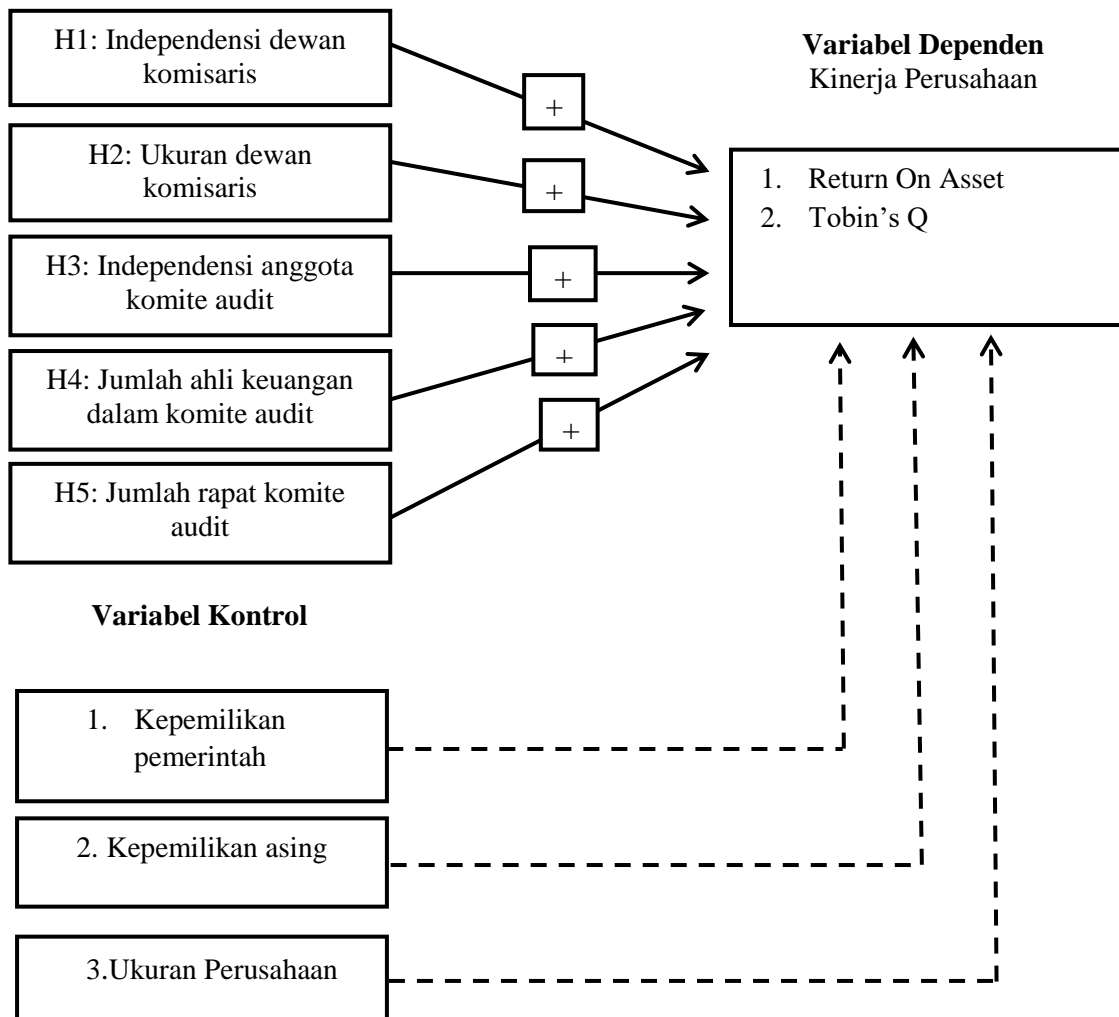 H1: Independensi dewan
komisaris
+
H2: Ukuran dewan
komisaris
+
H3: Independensi anggota
komite audit
+
H4: Jumlah ahli keuangan
dalam komite audit
+
H5: Jumlah rapat komite
audit
+
Variabel Dependen
Kinerja Perusahaan
1. Return On Asset
2. Tobin’s Q
Variabel Kontrol
1. Kepemilikan
pemerintah
2. Kepemilikan asing
3.Ukuran Perusahaan